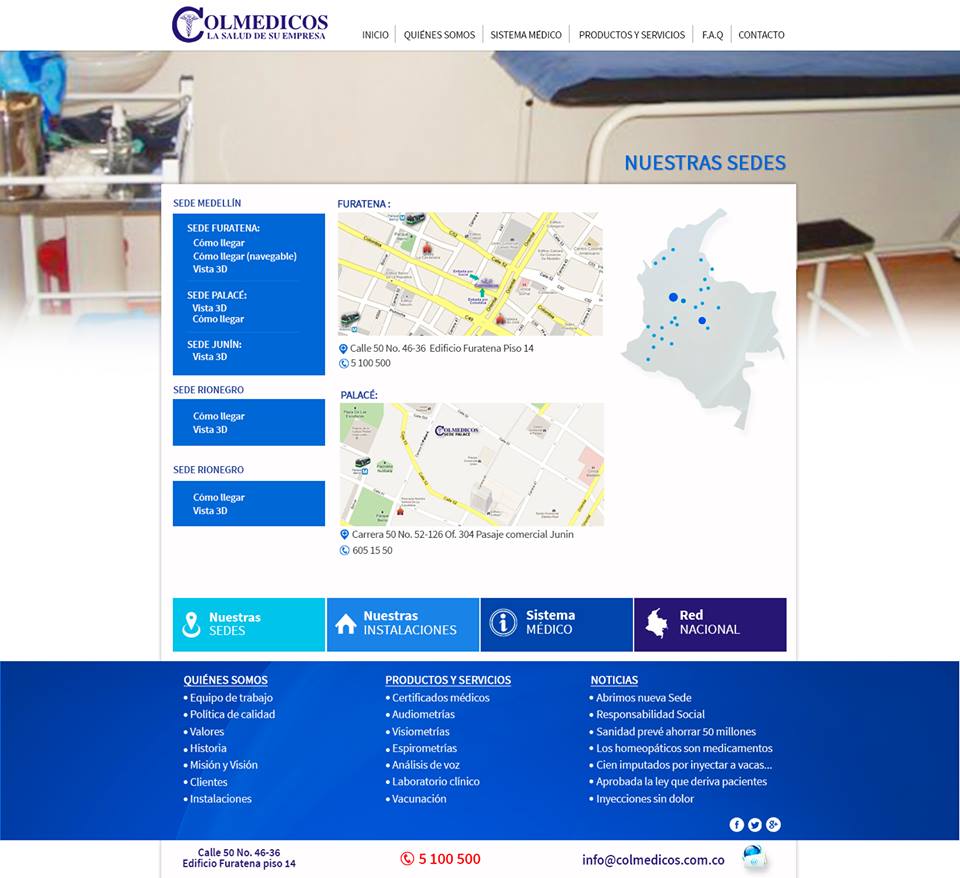 COLMEDICOS
LA SALUD DE SU EMPRESA
INICIO
QUIÉNES SOMOS
SISTEMA MÉDICO
PRODUCTOS Y SERVICIOS
F.A.Q
CONTACTO
NUESTRAS SEDES
SEDE MEDELLÍN
SEDE FURATENA:
Cómo llegar
Cómo llegar (navegable)
Vista 3D
SEDE PALACÉ:
Vista 3D
Cómo llegar
SEDE JUNÍN:
Vista 3D
SEDE RIONEGRO
Cómo llegar
Vista 3D
SEDE RIONEGRO
Cómo llegar
Vista 3D
FURATENA :
Calle 50 No. 46-36 Edificio Furatena Piso 14
5 100 500
PALACÉ:
COLMEDICOS
SEDE PALACÉ
Carrera 50 No. 52-126 Of. 304 Pasaje comercial Junin
605 15 50
Nuestras
SEDES
Nuestras
INSTALACIONES
Sistema
MÉDICO
Red
NACIONAL
QUIÉNES SOMOS
• Equipo de trabajo
• Política de calidad
• Valores
• Historia
• Misión y Visión
• Clientes
• Instalaciones
PRODUCTOS Y SERVICIOS
• Certificados médicos
• Audiometrías
• Visiometrías
• Espirometrías
• Análisis de voz
• Laboratorio clínico
• Vacunación
NOTICIAS
• Abrimos nueva Sede
• Responsabilidad Social
• Sanidad prevé ahorrar 50 millones
• Los homeopáticos son medicamentos
• Cien imputados por inyectar a vacas...
• Aprobada la ley que deriva pacientes
• Inyecciones sin dolor
Calle 50 No. 46-36
Edificio Furatena piso 14
5 100 500
info@colmedicos.com.co